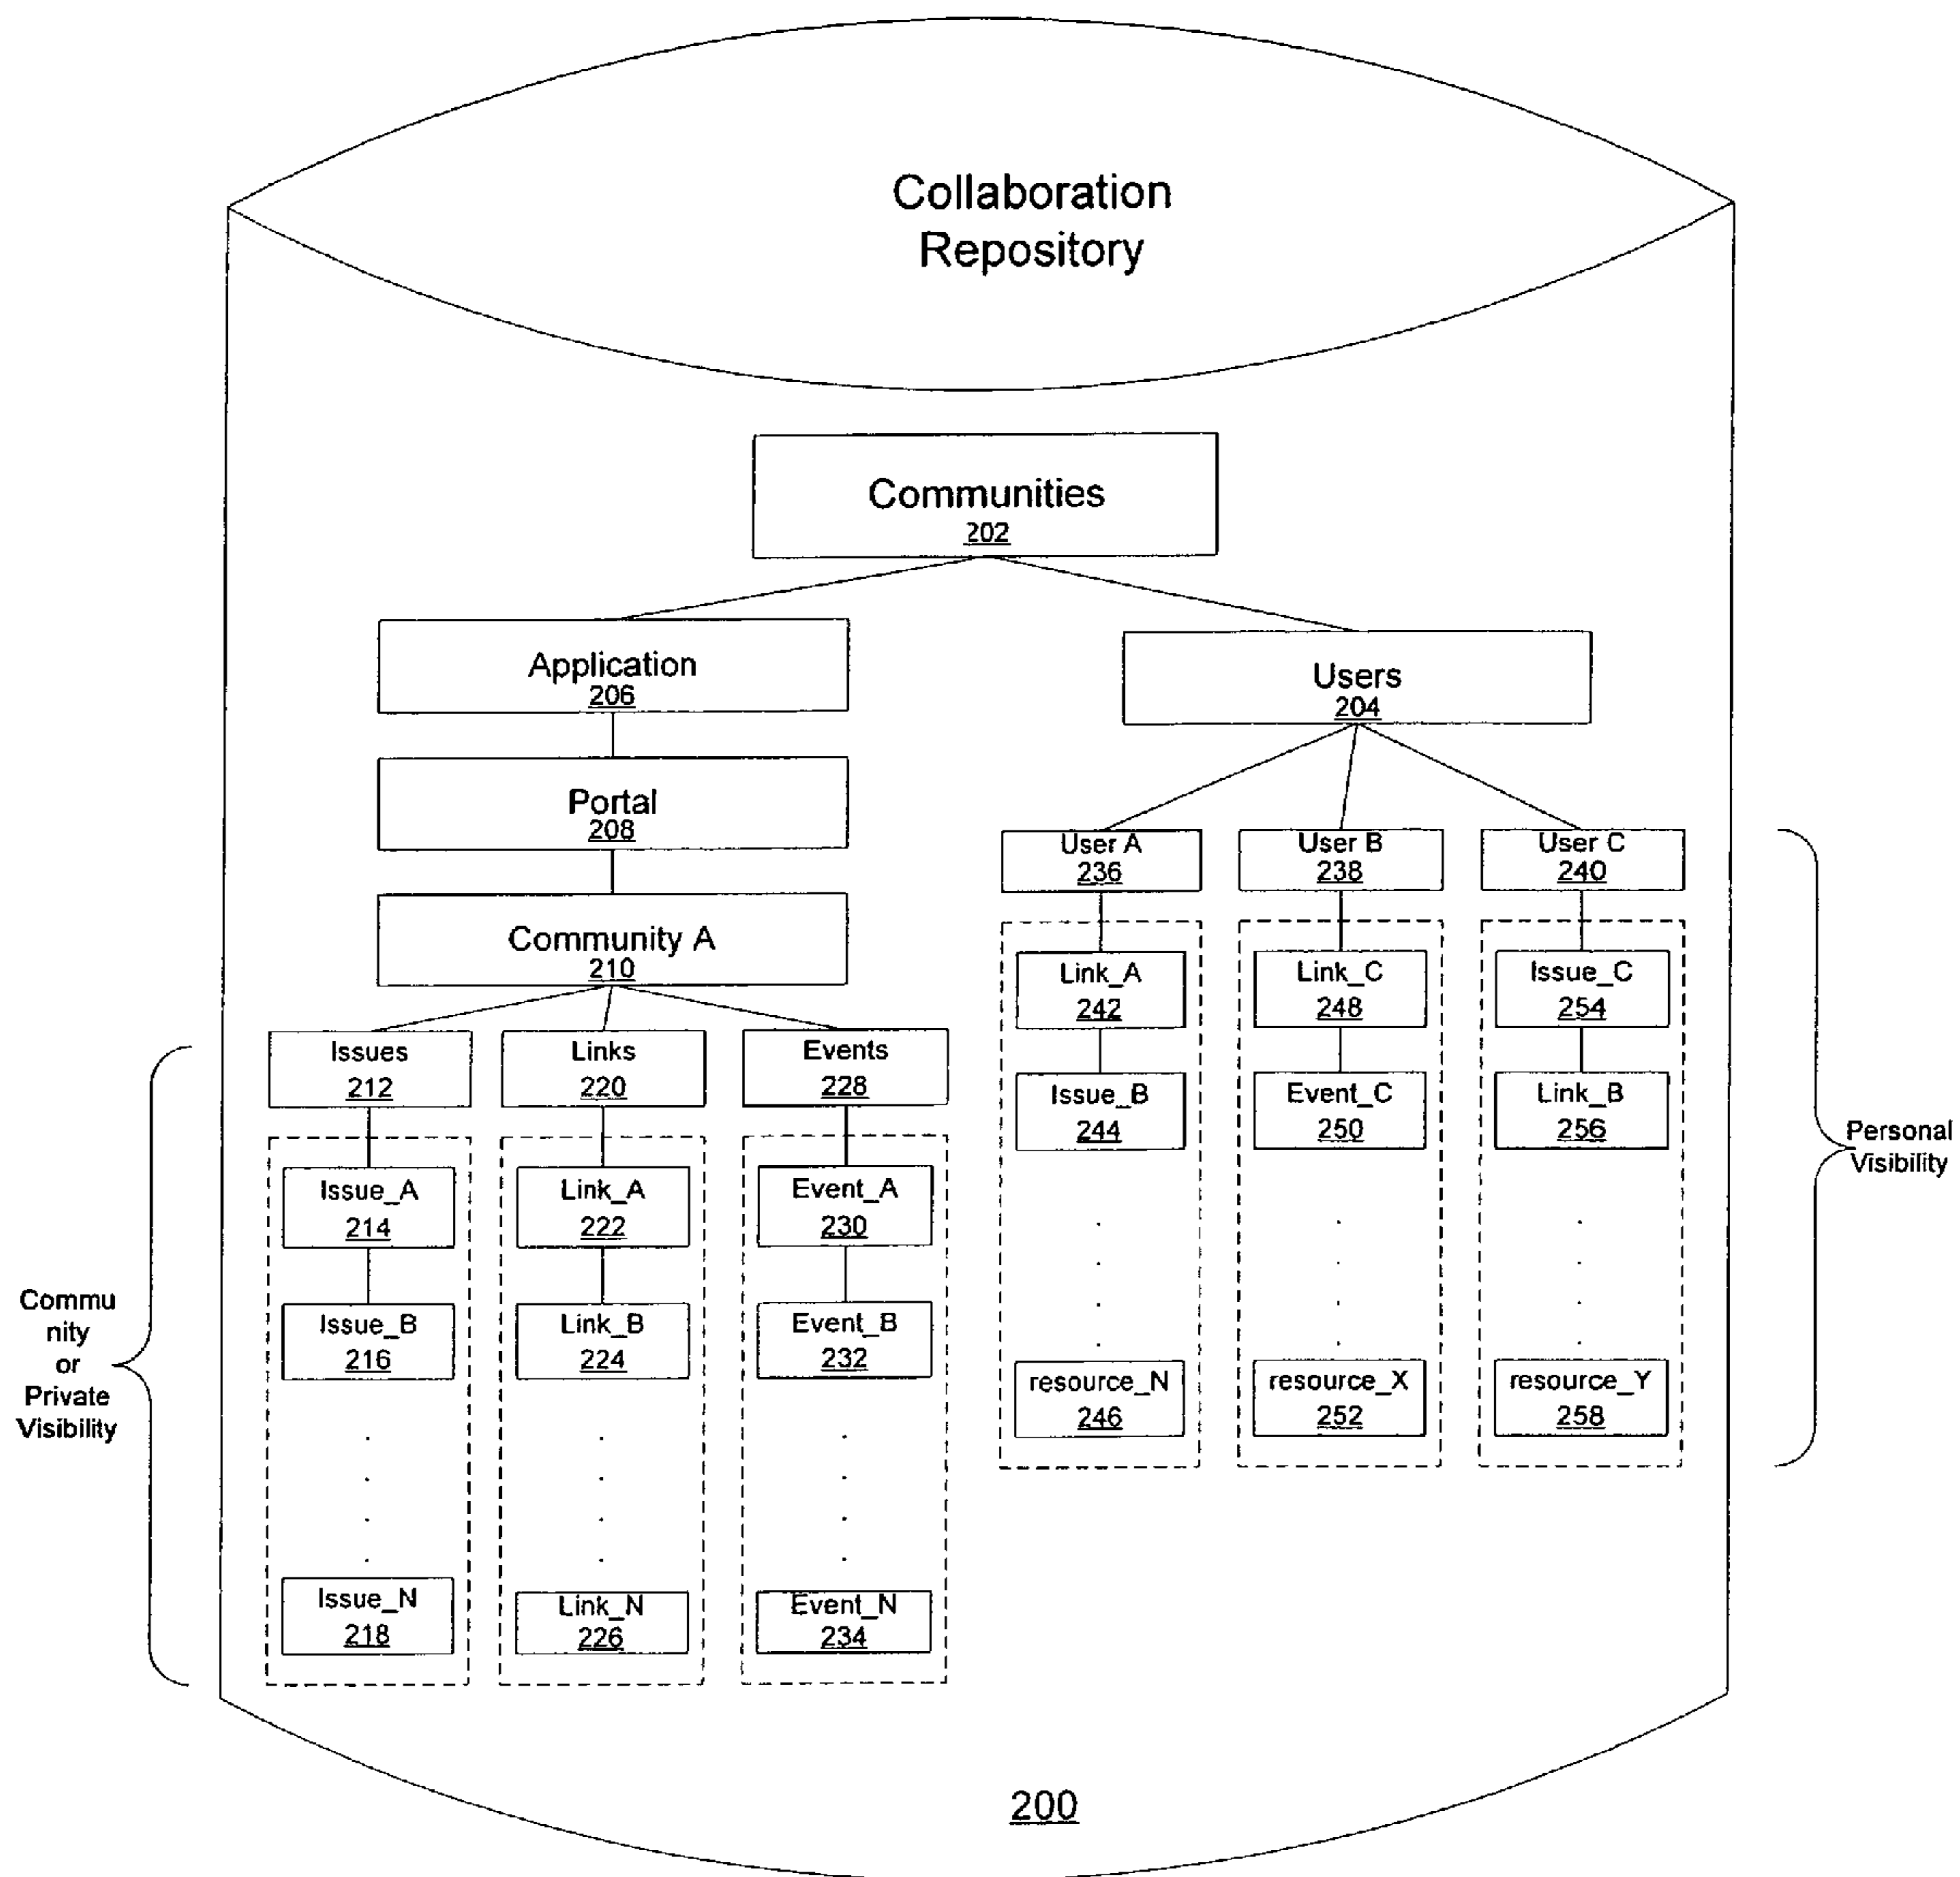 Collaboration
Repository
Communities
202
Application
206
Users
204
Portal
208
Community A
210
User A
236
User B
238
User C
240
Link_A
242
Link_C
248
Issue_C
254
Issue_B
244
Event_C
250
Link_B
256
resource_N
246
resource_X
252
resource_Y
258
Personal
Visibility
Issues
212
Links
220
Events
228
Issue_A
214
Link_A
222
Event_A
230
Issue_B
216
Link_B
224
Event_B
232
Issue_N
218
Link_N
226
Event_N
234
Commu
nity
or
Private
Visibility
200